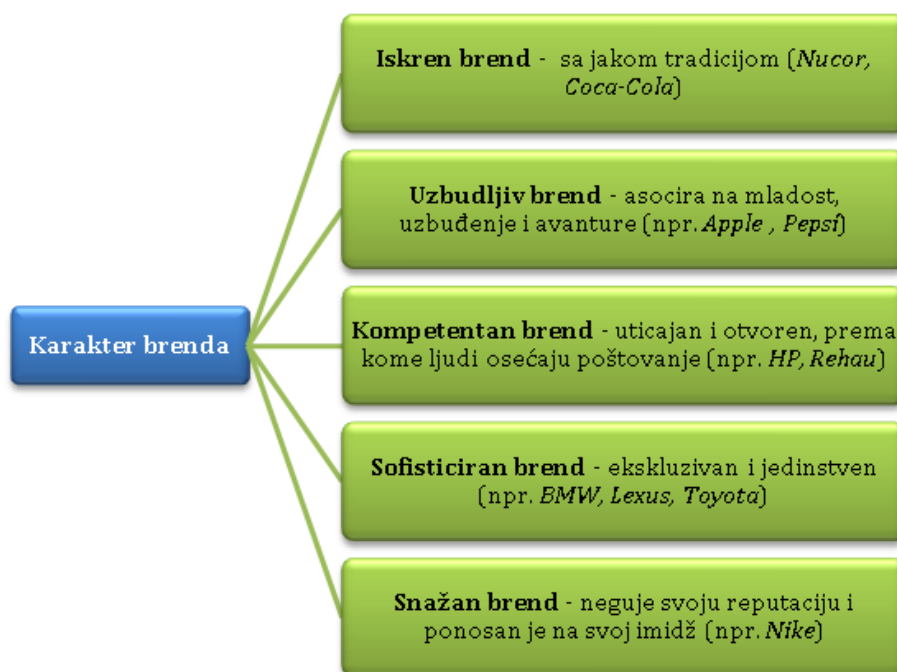 Karakter brenda
Iskren brend - sa jakom tradicijom (Nucor,
Coca-Cola)
Uzbudljiv brend - asocira na mladost,
uzbuđenje i avanture (npr. Apple , Pepsi)
Kompetentan brend - uticajan i otvoren, prema
kome ljudi osećaju poštovanje (npr. HP, Rehau)
Sofisticiran brend - ekskluzivan i jedinstven
(npr. BMW, Lexus, Toyota)
Snažan brend - neguje svoju reputaciju i
ponosan je na svoj imidž (npr. Nike)